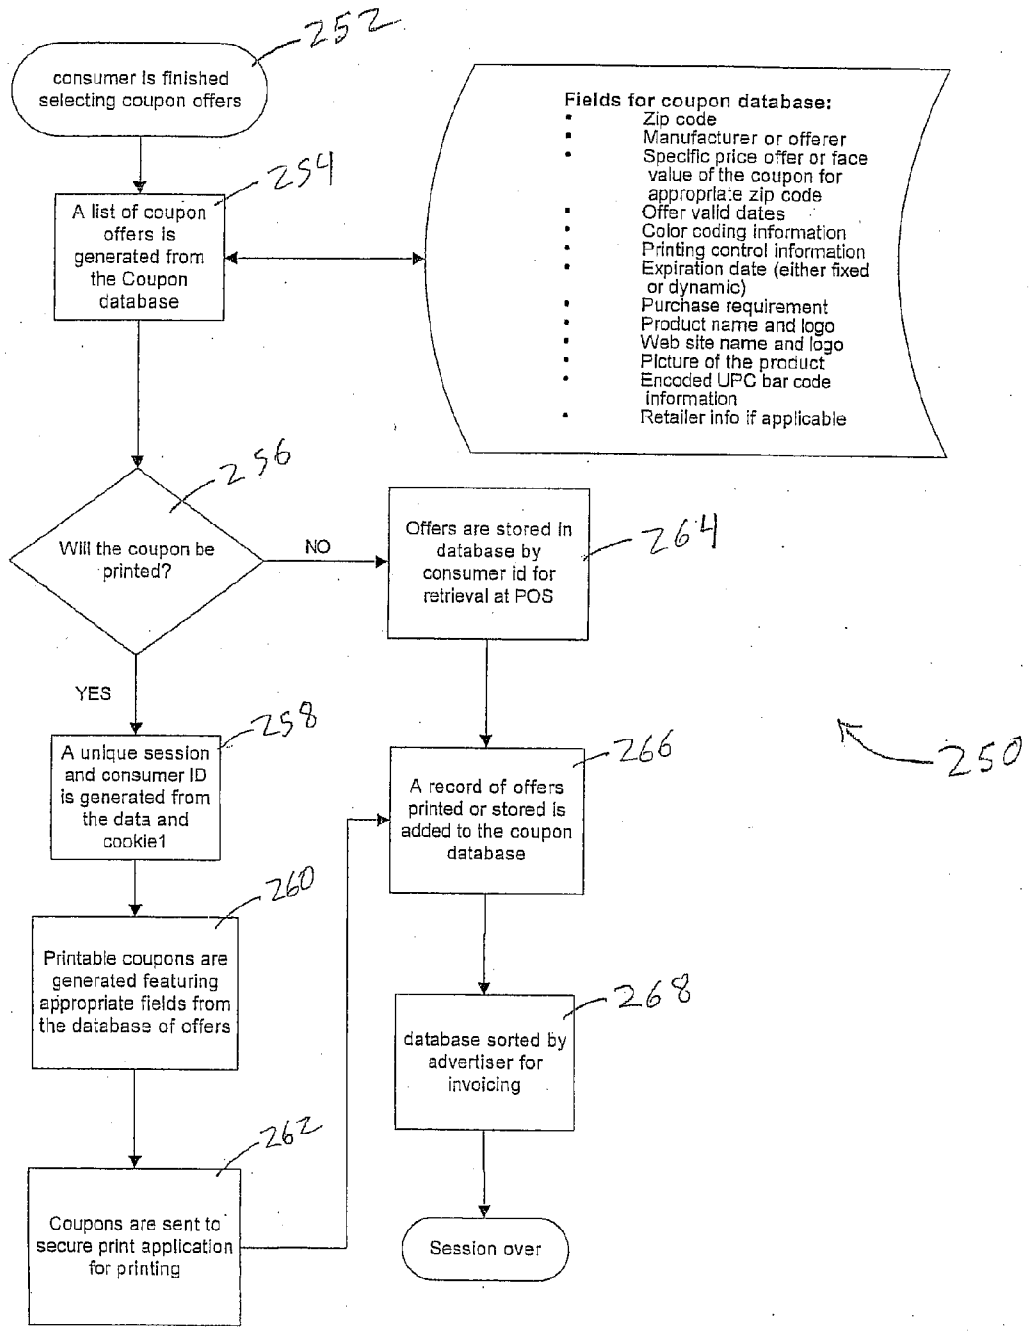 252
consumer is finished
selecting coupon offers
254
A list of coupon
offers is
generated from
the Coupon
database
Fields for coupon database:
• Zip code
• Manufacturer or offerer
• Specific price offer or face
value of the coupon for
appropriate zip code
• Offer valid dates
• Color coding information
• Printing control information
• Expiration date (either fixed
or dynamic)
• Purchase requirement
• Product name and logo
• Web site name and logo
• Picture of the product
• Encoded UPC bar code
information
• Retailer info if applicable
256
Will the coupon be
printed?
NO
264
Offers are stored in
database by
consumer id for
retrieval at POS
YES
258
A unique session
and consumer ID
is generated from
the data and
cookie1
266
A record of offers
printed or stored is
added to the coupon
database
250
260
Printable coupons are
generated featuring
appropriate fields from
the database of offers
268
database sorted by
advertiser for
invoicing
262
Coupons are sent to
secure print application
for printing
Session over